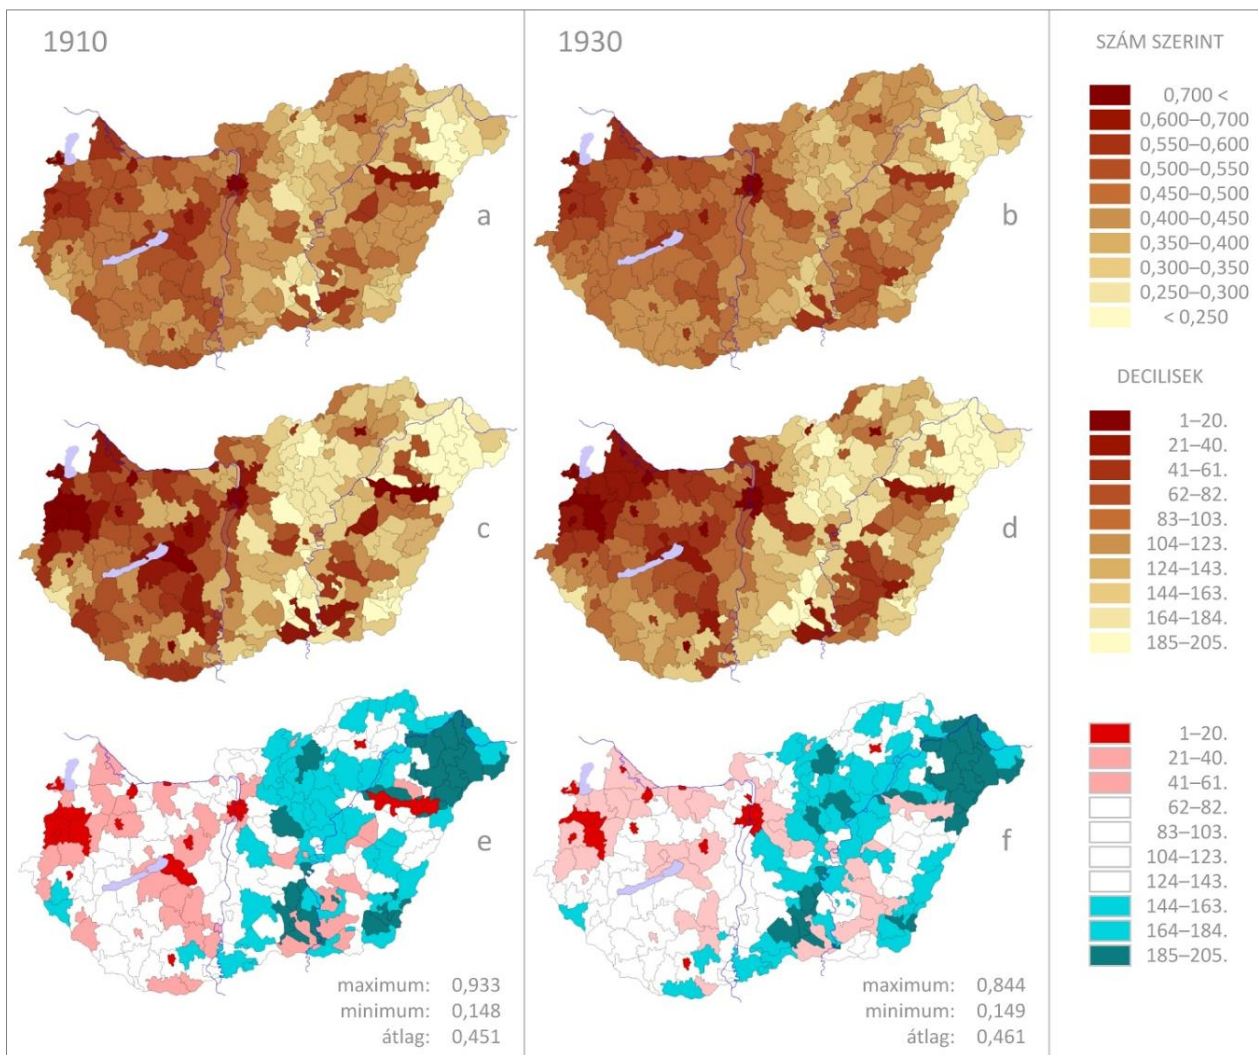 1910
a
c
e
maximum: 0,933
minimum: 0,148
átlag: 0,451
1930
b
d
f
maximum: 0,844
minimum: 0,149
átlag: 0,461
SZÁM SZERINT
0,700 <
0,600–0,700
0,550–0,600
0,500–0,550
0,450–0,500
0,400–0,450
0,350–0,400
0,300–0,350
0,250–0,300
< 0,250
DECILISEK
1–20.
21–40.
41–61.
62–82.
83–103.
104–123.
124–143.
144–163.
164–184.
185–205.
1–20.
21–40.
41–61.
62–82.
83–103.
104–123.
124–143.
144–163.
164–184.
185–205.